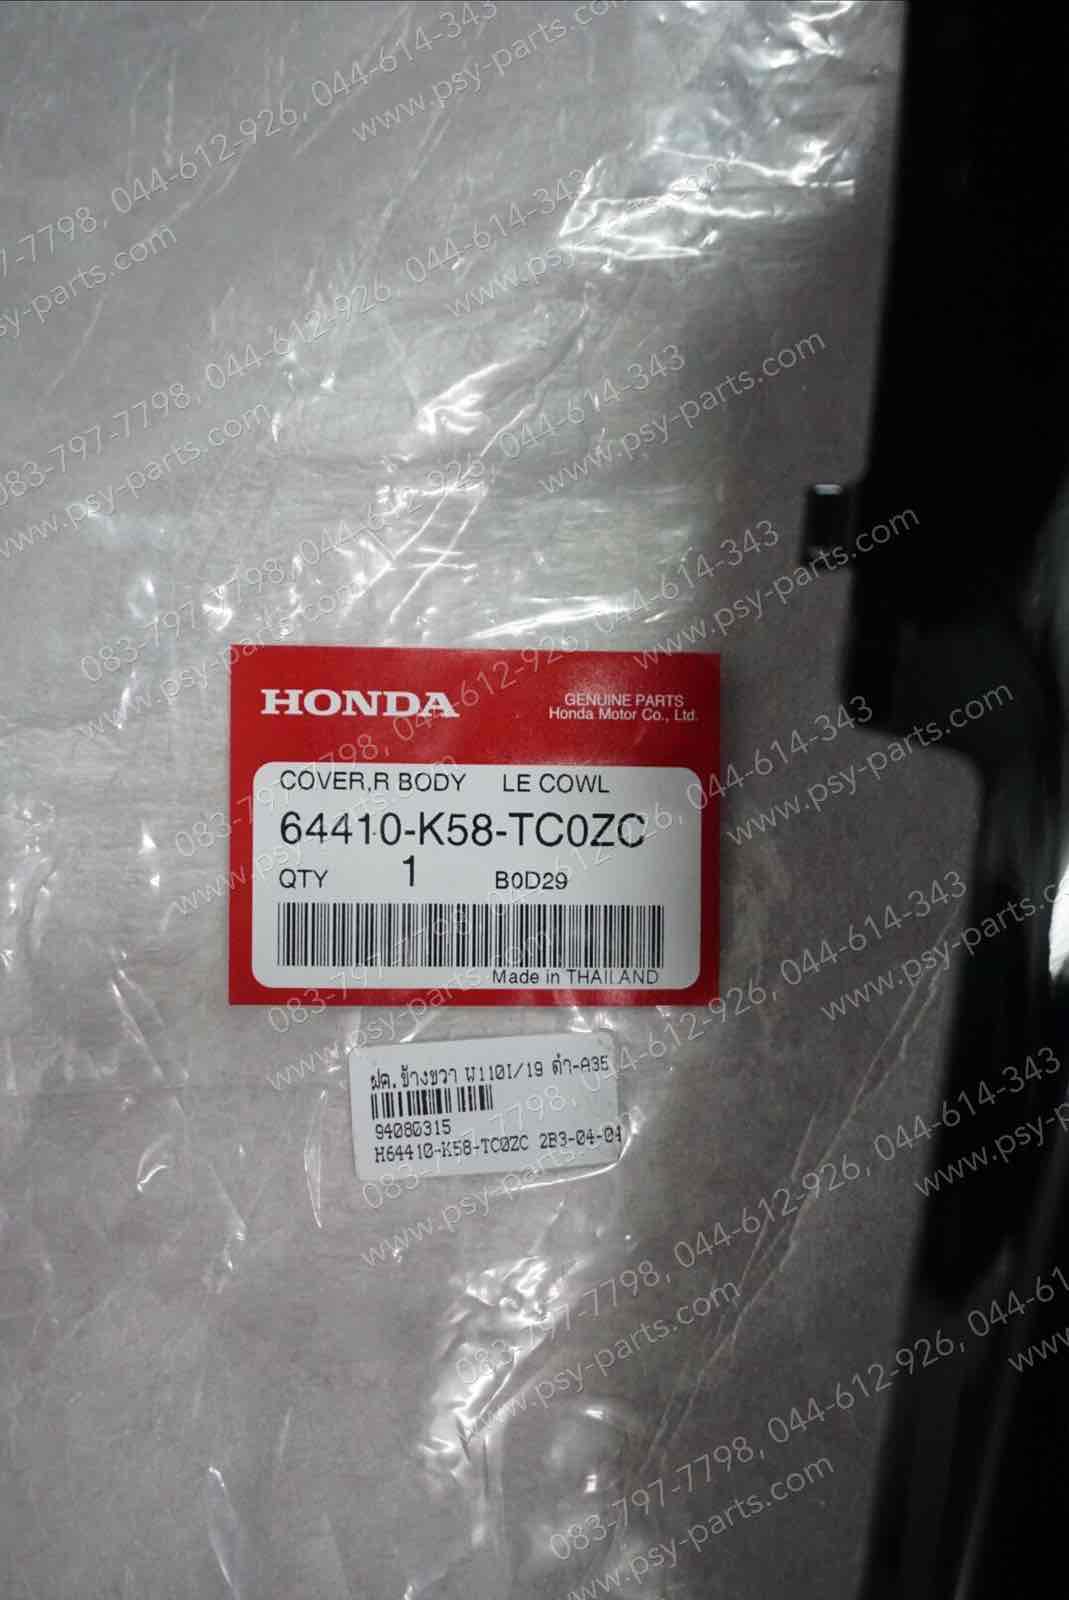 HONDA
GENUINE PARTS
Honda Motor Co., Ltd.
COVER,R BODY LE COWL
64410-K58-TC0ZC
QTY 1 B0D29
Made in THAILAND
ฝค.ข้างขวา W110I/19 ดำ-A35
94080315
H64410-K58-TC0ZC 2B3-04-04
083-797-7798, 044-612-926, 044-614-343
www.psy-parts.com